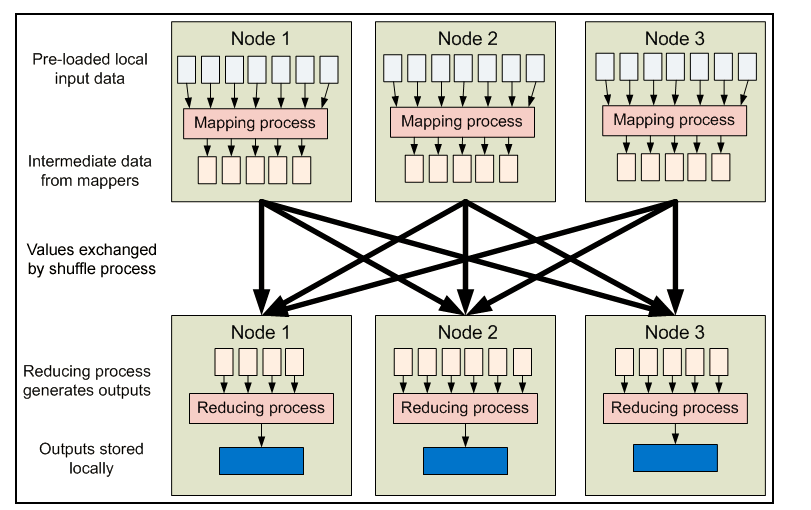 Node 1
Node 2
Node 3
Pre-loaded local
input data
Mapping process
Mapping process
Mapping process
Intermediate data
from mappers
Values exchanged
by shuffle process
Node 1
Node 2
Node 3
Reducing process
generates outputs
Reducing process
Reducing process
Reducing process
Outputs stored
locally